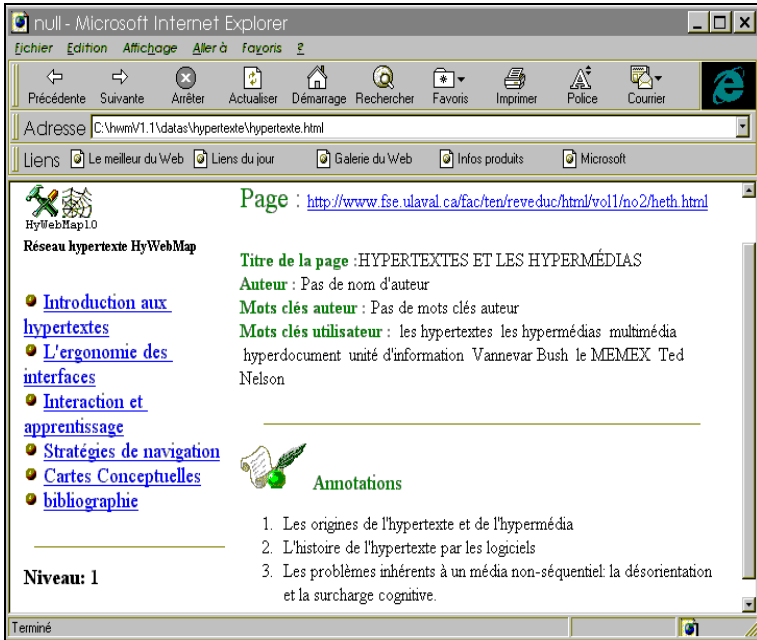 null - Microsoft Internet Explorer
Fichier Edition Affichage Aller à Favoris ?
Précédente Suivante Arrêter Actualiser Démarrage Rechercher Favoris Imprimer Police Courrier
Adresse C:\hwmV1.1\datas\hypertexte\hypertexte.html
Liens Le meilleur du Web Liens du jour Galerie du Web Infos produits Microsoft
HyWebMap1.0
Réseau hypertexte HyWebMap
Introduction aux
hypertextes
L'ergonomie des
interfaces
Interaction et
apprentissage
Stratégies de navigation
Cartes Conceptuelles
bibliographie
Niveau: 1
Page : http://www.fse.ulaval.ca/fac/ten/reveduc/html/vol1/no2/heth.html
Titre de la page :HYPERTEXTES ET LES HYPERMÉDIAS
Auteur : Pas de nom d'auteur
Mots clés auteur : Pas de mots clés auteur
Mots clés utilisateur : les hypertextes les hypermédias multimédia
hyperdocument unité d'information Vannevar Bush le MEMEX Ted
Nelson
Annotations
1. Les origines de l'hypertexte et de l'hypermédia
2. L'histoire de l'hypertexte par les logiciels
3. Les problèmes inhérents à un média non-séquentiel: la désorientation
et la surcharge cognitive.
Terminé